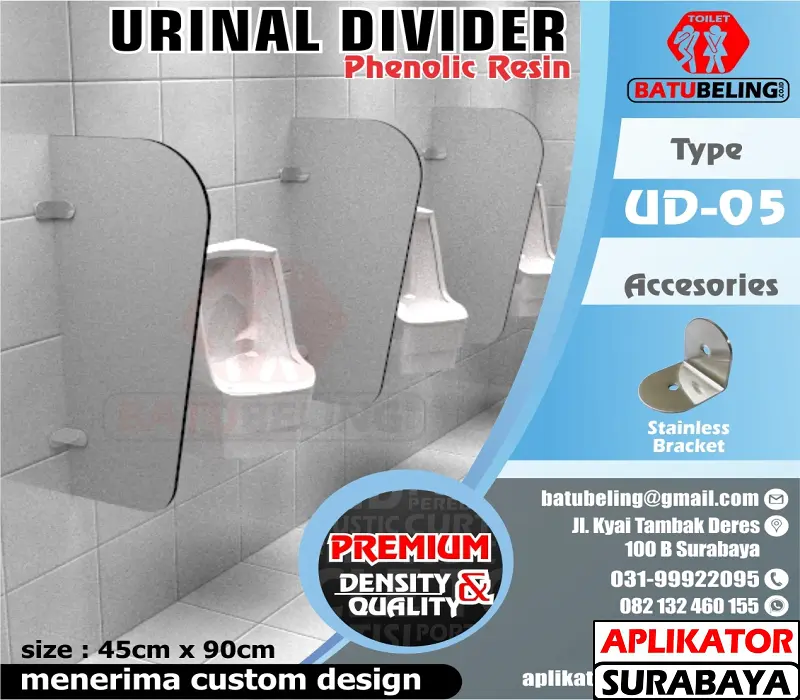 URINAL DIVIDER
Phenolic Resin
TOILET
BATUBELING.COM
Type
UD-05
Accesories
Stainless
Bracket
BATUBELING
batubeling@gmail.com
Jl. Kyai Tambak Deres
100 B Surabaya
031-99922095
082 132 460 155
PREMIUM
DENSITY &
QUALITY
size : 45cm x 90cm
menerima custom design
APLIKATOR
SURABAYA